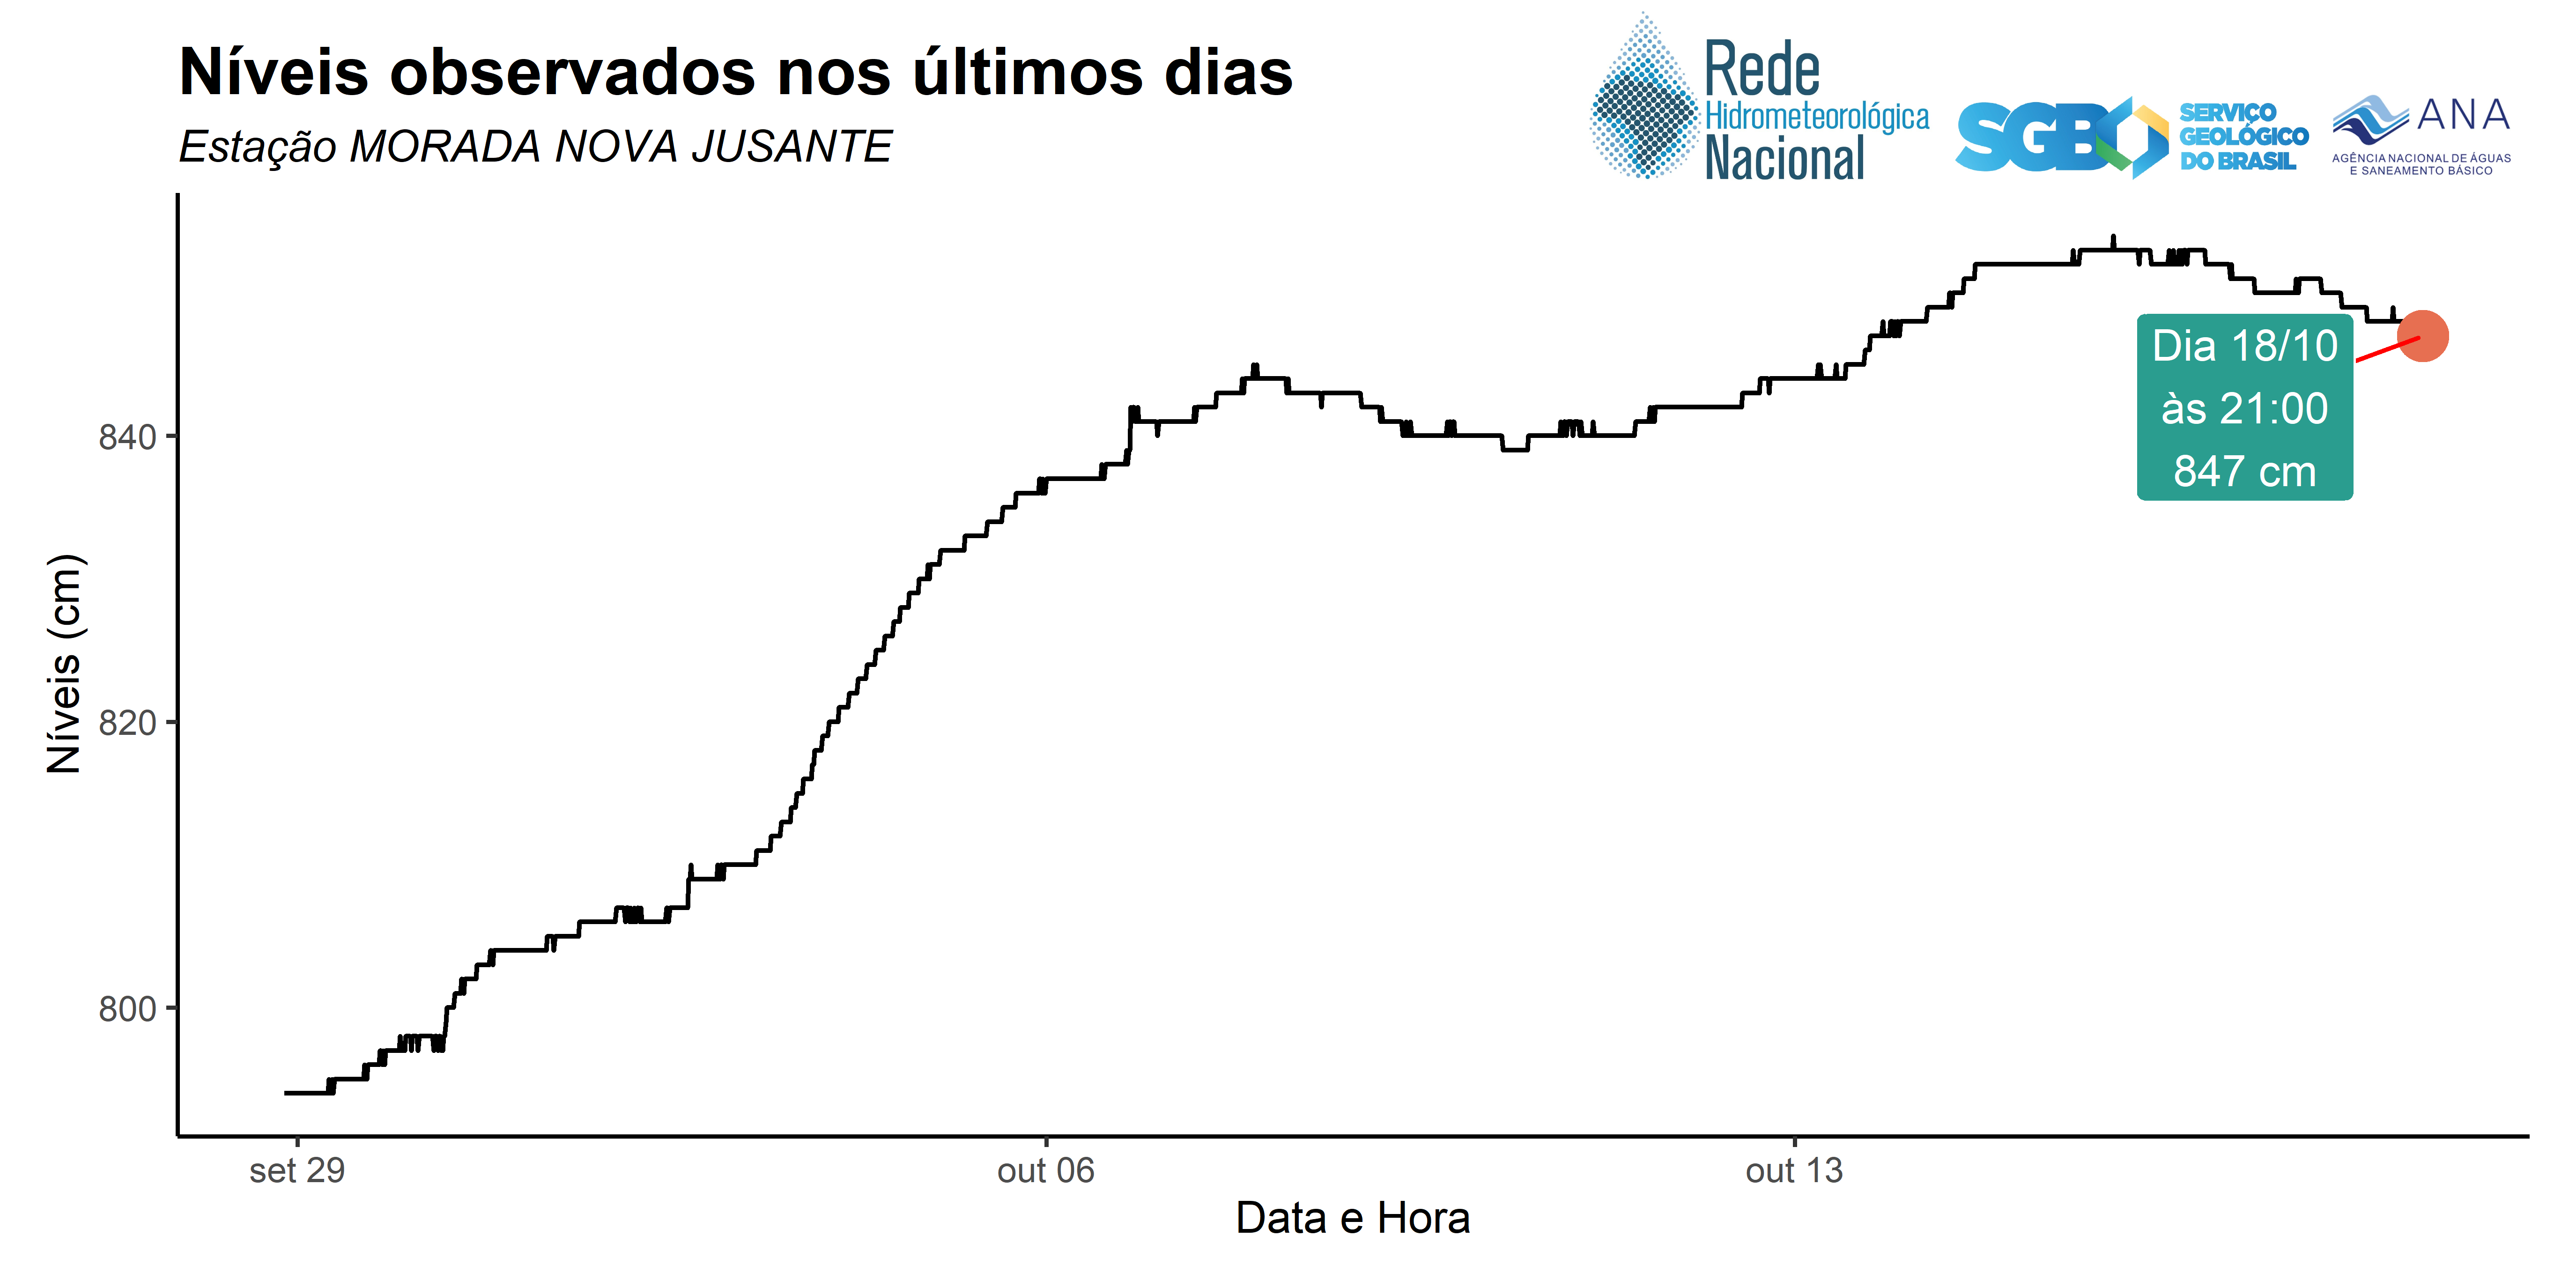 Níveis observados nos últimos dias
Estação MORADA NOVA JUSANTE
Rede
Hidrometeorológica
Nacional
SGB
SERVIÇO
GEOLÓGICO
DO BRASIL
ANA
AGÊNCIA NACIONAL DE ÁGUAS
E SANEAMENTO BÁSICO
Níveis (cm)
840
820
800
Dia 18/10
às 21:00
847 cm
set 29
out 06
out 13
Data e Hora